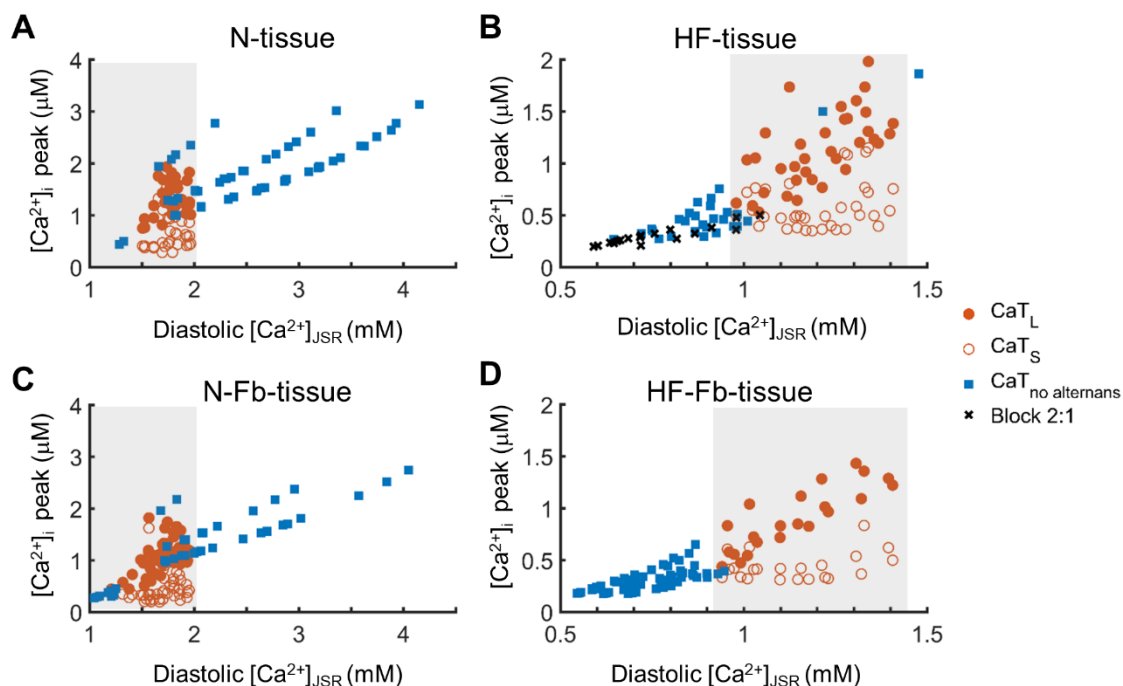 A
N-tissue
[Ca²⁺]ᵢ peak (μM)
4
3
2
1
0
1
2
3
4
Diastolic [Ca²⁺]JSR (mM)
B
HF-tissue
[Ca²⁺]ᵢ peak (μM)
2
1.5
1
0.5
0
0.5
1
1.5
Diastolic [Ca²⁺]JSR (mM)
CaT L
CaT S
CaT no alternans
Block 2:1
C
N-Fb-tissue
[Ca²⁺]ᵢ peak (μM)
4
3
2
1
0
1
2
3
4
Diastolic [Ca²⁺]JSR (mM)
D
HF-Fb-tissue
[Ca²⁺]ᵢ peak (μM)
2
1.5
1
0.5
0
0.5
1
1.5
Diastolic [Ca²⁺]JSR (mM)